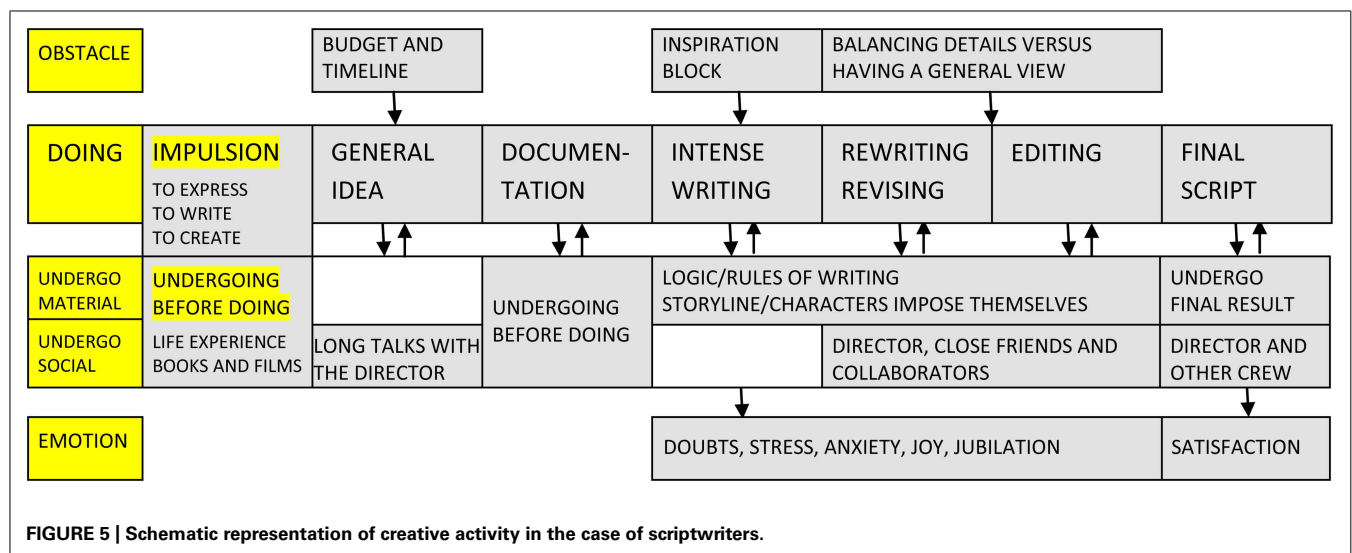 OBSTACLE
BUDGET AND
TIMELINE
INSPIRATION
BLOCK
BALANCING DETAILS VERSUS
HAVING A GENERAL VIEW
DOING
IMPULSION
TO EXPRESS
TO WRITE
TO CREATE
GENERAL
IDEA
DOCUMEN-
TATION
INTENSE
WRITING
REWRITING
REVISING
EDITING
FINAL
SCRIPT
UNDERGO
MATERIAL
UNDERGOING
BEFORE DOING
UNDERGO
SOCIAL
LIFE EXPERIENCE
BOOKS AND FILMS
LONG TALKS WITH
THE DIRECTOR
UNDERGOING
BEFORE DOING
LOGIC/RULES OF WRITING
STORYLINE/CHARACTERS IMPOSE THEMSELVES
DIRECTOR, CLOSE FRIENDS AND
COLLABORATORS
UNDERGO
FINAL RESULT
DIRECTOR AND
OTHER CREW
EMOTION
DOUBTS, STRESS, ANXIETY, JOY, JUBILATION
SATISFACTION
FIGURE 5 | Schematic representation of creative activity in the case of scriptwriters.